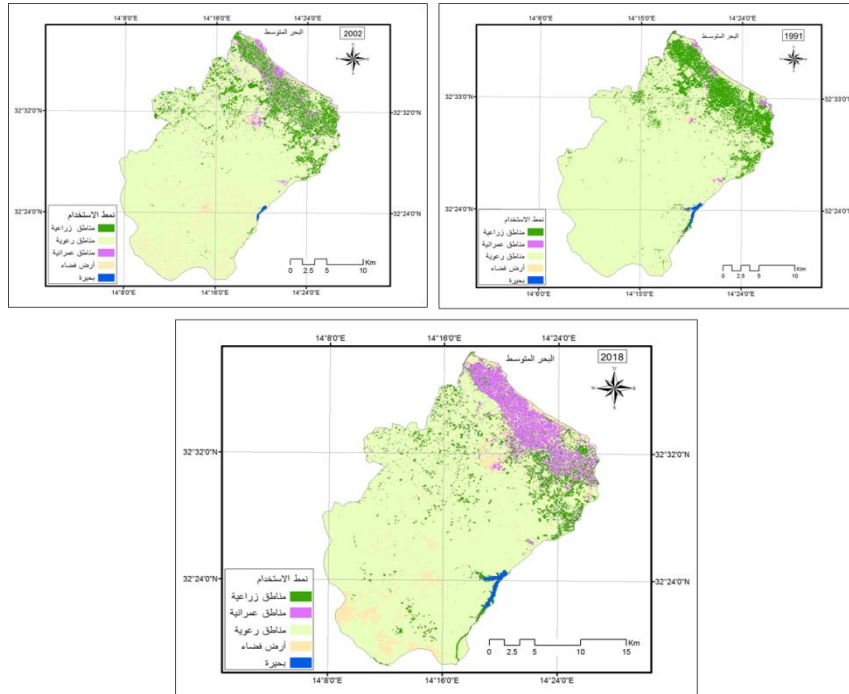 14°8'0"E 14°16'0"E 14°24'0"E
2002
البحر المتوسط
N
W E
S
32°32'0"N 32°32'0"N
32°24'0"N 32°24'0"N
نمط الاستخدام
مناطق زراعية
مناطق رعوية
مناطق عمرانية
أرض فضاء
بحيرة
Km
0 2.5 5 10
14°8'0"E 14°16'0"E 14°24'0"E
14°6'0"E 14°15'0"E 14°24'0"E
1991
البحر المتوسط
N
W E
S
32°33'0"N 32°33'0"N
32°24'0"N 32°24'0"N
نمط الاستخدام
مناطق زراعية
مناطق عمرانية
مناطق رعوية
أرض فضاء
بحيرة
Km
0 2.5 5 10
14°6'0"E 14°15'0"E 14°24'0"E
14°8'0"E 14°16'0"E 14°24'0"E
2018
البحر المتوسط
N
W E
S
32°32'0"N 32°32'0"N
32°24'0"N 32°24'0"N
نمط الاستخدام
مناطق زراعية
مناطق عمرانية
مناطق رعوية
أرض فضاء
بحيرة
Km
0 2.5 5 10 15
14°8'0"E 14°16'0"E 14°24'0"E